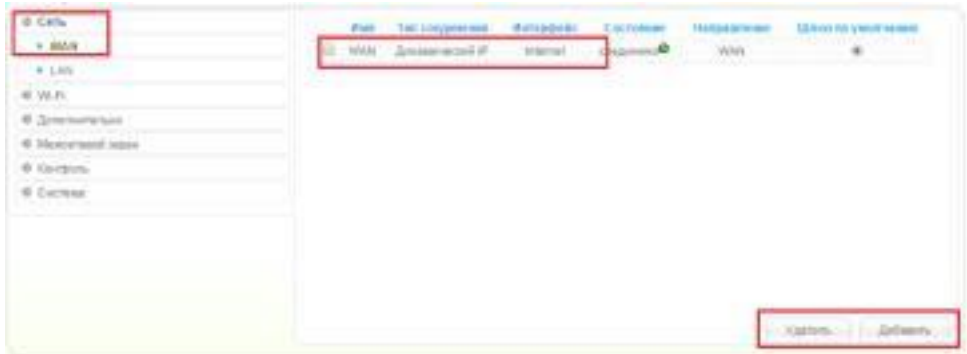 Сеть
WAN
LAN
Wi-Fi
Дополнительно
Межсетевой экран
Контроль
Система
Имя Тип соединения Интерфейс Состояние Направление Шлюз по умолчанию
WAN Динамический IP Internet Соединено WAN
Удалить Добавить